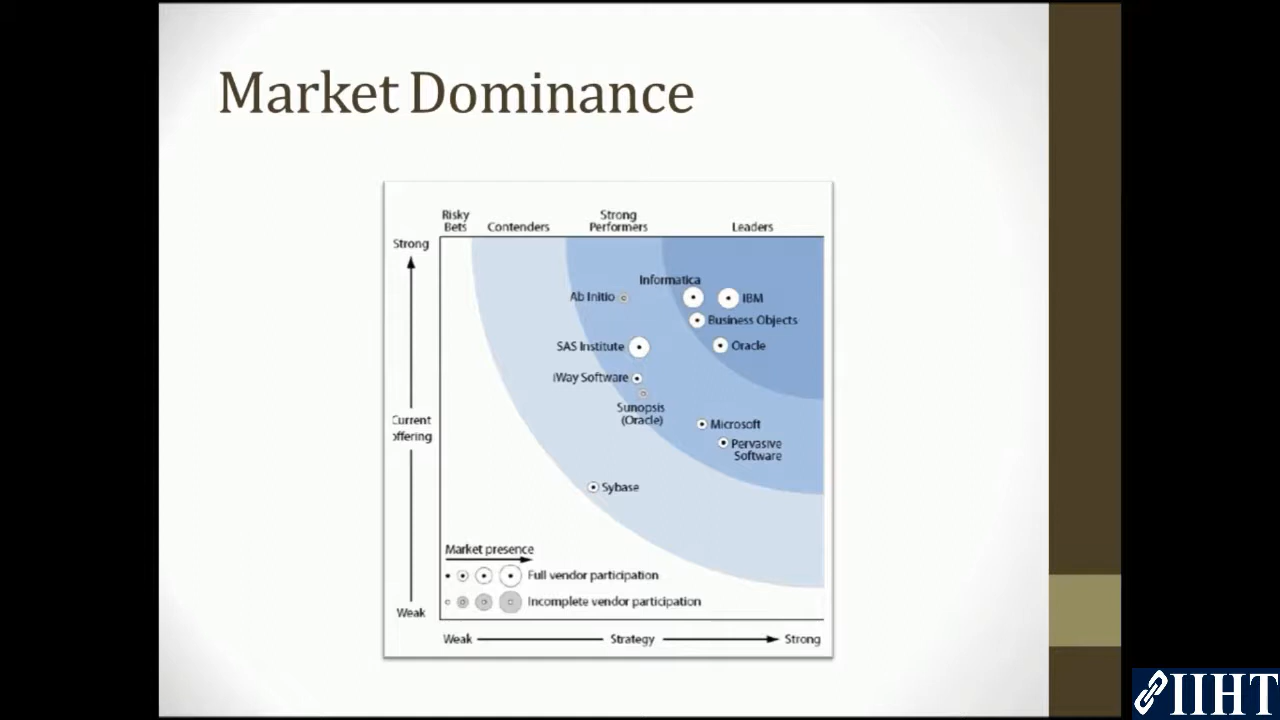 Market Dominance
Risky
Bets
Contenders
Strong
Performers
Leaders
Strong
Informatica
Ab Initio
IBM
Business Objects
SAS Institute
Oracle
iWay Software
Sunopsis
(Oracle)
Current
offering
Microsoft
Pervasive
Software
Sybase
Market presence
Full vendor participation
Incomplete vendor participation
Weak
Weak
Strategy
Strong
IIHT